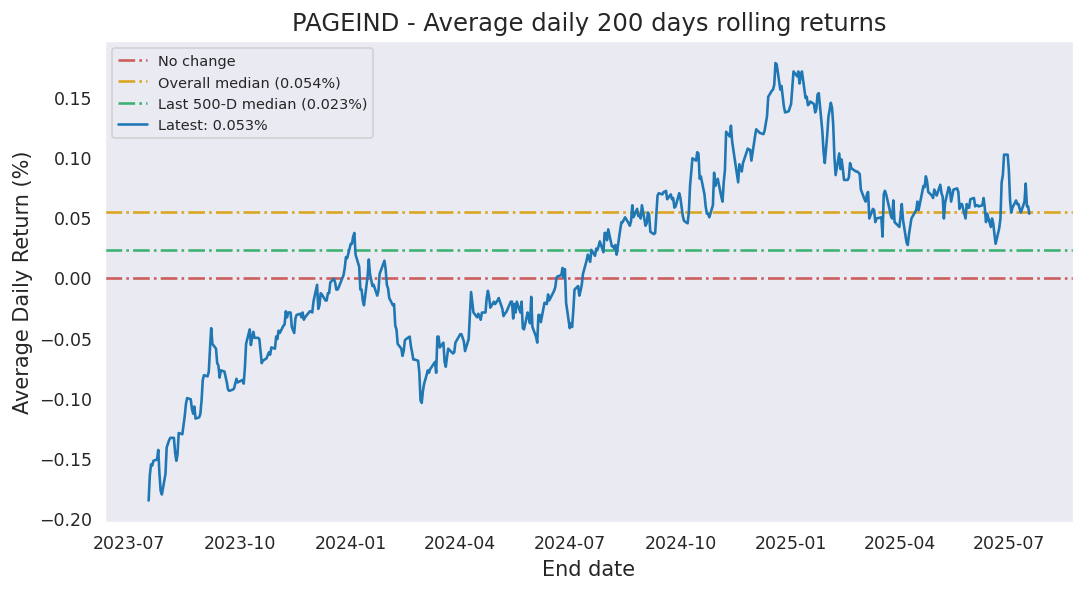 PAGEIND - Average daily 200 days rolling returns
No change
Overall median (0.054%)
Last 500-D median (0.023%)
Latest: 0.053%
Average Daily Return (%)
0.15
0.10
0.05
0.00
−0.05
−0.10
−0.15
−0.20
2023-07 2023-10 2024-01 2024-04 2024-07 2024-10 2025-01 2025-04 2025-07
End date